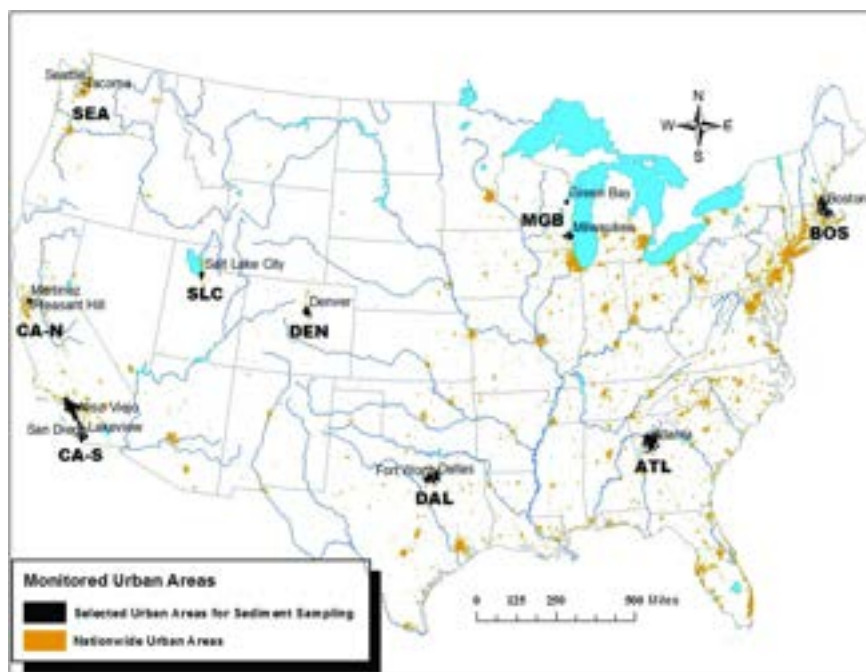 Seattle
Tacoma
SEA
N
W E
S
Green Bay
MGB
Milwaukee
Boston
BOS
Salt Lake City
SLC
Martinez
Pleasant Hill
CA-N
Denver
DEN
Viejo
San Diego
Lakeview
CA-S
Atlanta
ATL
Fort Worth
Dallas
DAL
Monitored Urban Areas
Selected Urban Areas for Sediment Sampling
Nationwide Urban Areas
0 125 250 500 Miles